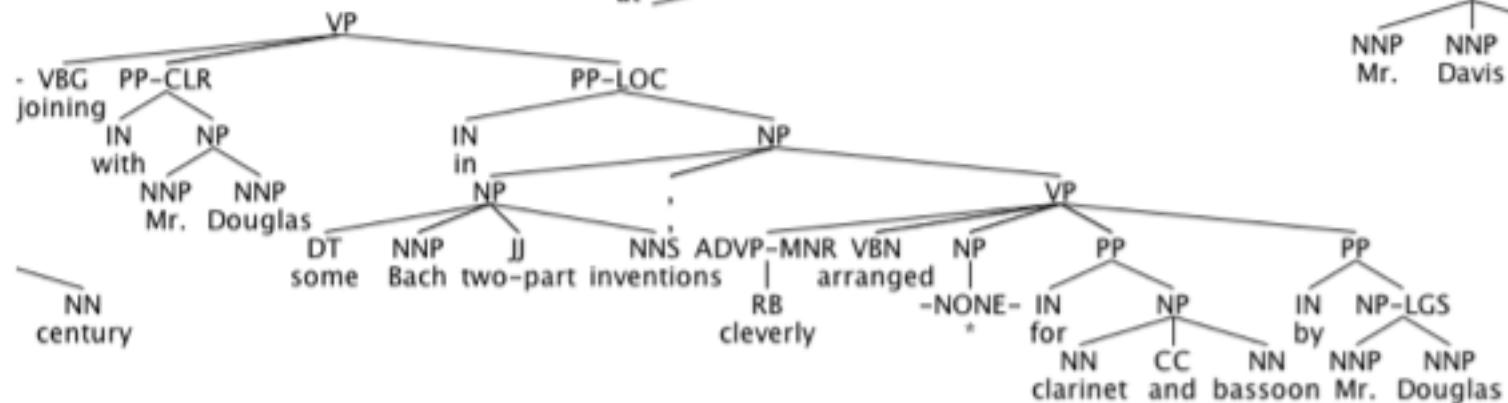 VP
NNP NNP
Mr. Davis
- VBG PP-CLR PP-LOC
joining
IN NP IN NP
with in
NNP NNP NP , VP
Mr. Douglas
DT NNP JJ NNS ADVP-MNR VBN NP PP PP
some Bach two-part inventions arranged
NN RB -NONE- IN NP IN NP-LGS
century cleverly * for by
NN CC NN NNP NNP
clarinet and bassoon Mr. Douglas